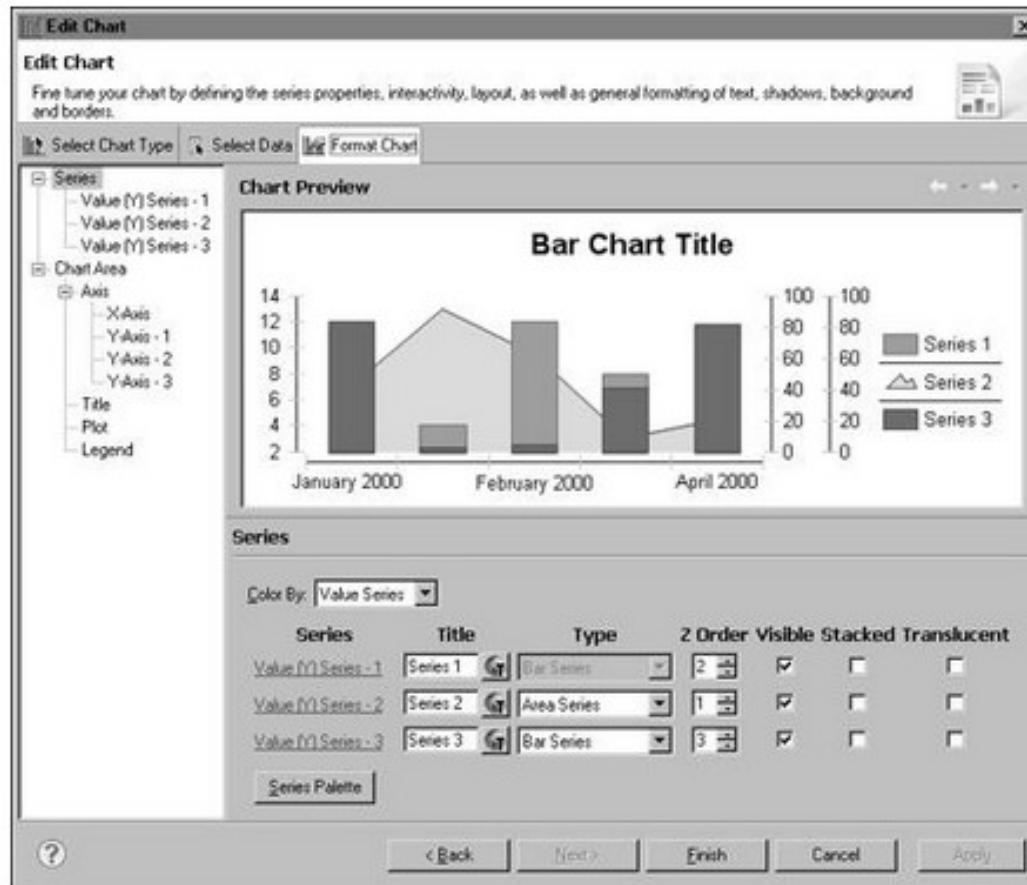 Edit Chart
Edit Chart
Fine tune your chart by defining the series properties, interactivity, layout, as well as general formatting of text, shadows, background
and borders.
Select Chart Type Select Data Format Chart
Series
Value (Y) Series - 1
Value (Y) Series - 2
Value (Y) Series - 3
Chart Area
Axis
X-Axis
Y-Axis - 1
Y-Axis - 2
Y-Axis - 3
Title
Plot
Legend
Chart Preview
Bar Chart Title
14 100 100
12 80 80
10
8 60 60
6 40 40
4 20 20
2 0 0
January 2000 February 2000 April 2000
Series 1
Series 2
Series 3
Series
Color By: Value Series
Series Title Type Z Order Visible Stacked Translucent
Value (Y) Series - 1 Series 1 Bar Series 2
Value (Y) Series - 2 Series 2 Area Series 1
Value (Y) Series - 3 Series 3 Bar Series 3
Series Palette
? < Back Next > Finish Cancel Apply